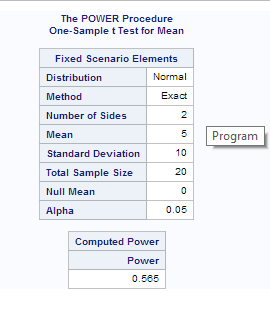 The POWER Procedure
One-Sample t Test for Mean
Fixed Scenario Elements
Distribution Normal
Method Exact
Number of Sides 2
Mean 5
Standard Deviation 10
Total Sample Size 20
Null Mean 0
Alpha 0.05
Program
Computed Power
Power
0.565